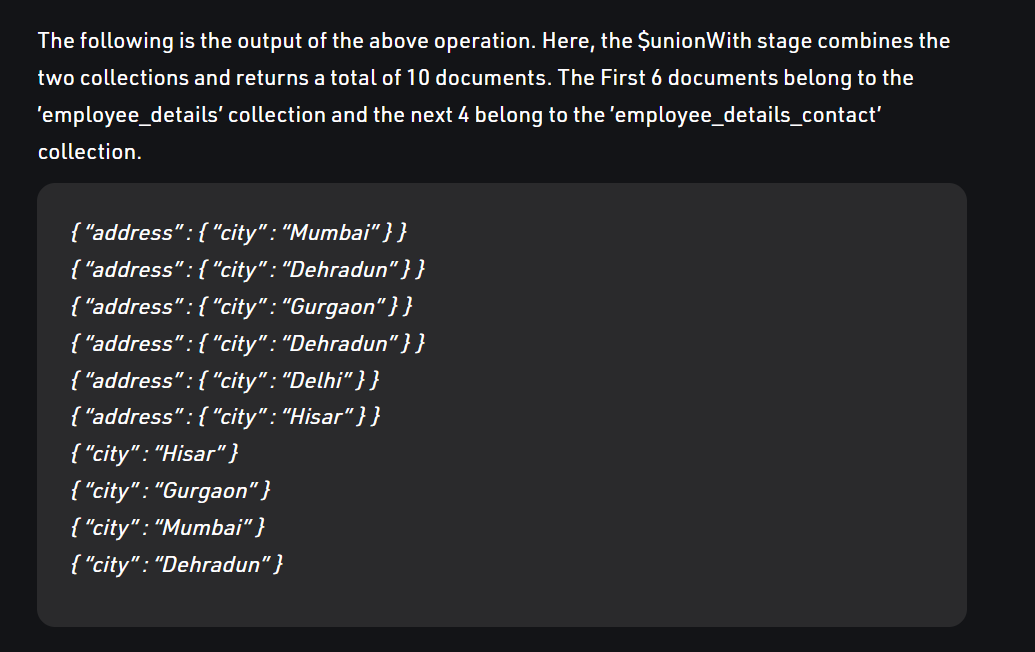 The following is the output of the above operation. Here, the $unionWith stage combines the
two collections and returns a total of 10 documents. The First 6 documents belong to the
’employee_details’ collection and the next 4 belong to the ’employee_details_contact’
collection.
{ “address” : { “city” : “Mumbai” } }
{ “address” : { “city” : “Dehradun” } }
{ “address” : { “city” : “Gurgaon” } }
{ “address” : { “city” : “Dehradun” } }
{ “address” : { “city” : “Delhi” } }
{ “address” : { “city” : “Hisar” } }
{ “city” : “Hisar” }
{ “city” : “Gurgaon” }
{ “city” : “Mumbai” }
{ “city” : “Dehradun” }